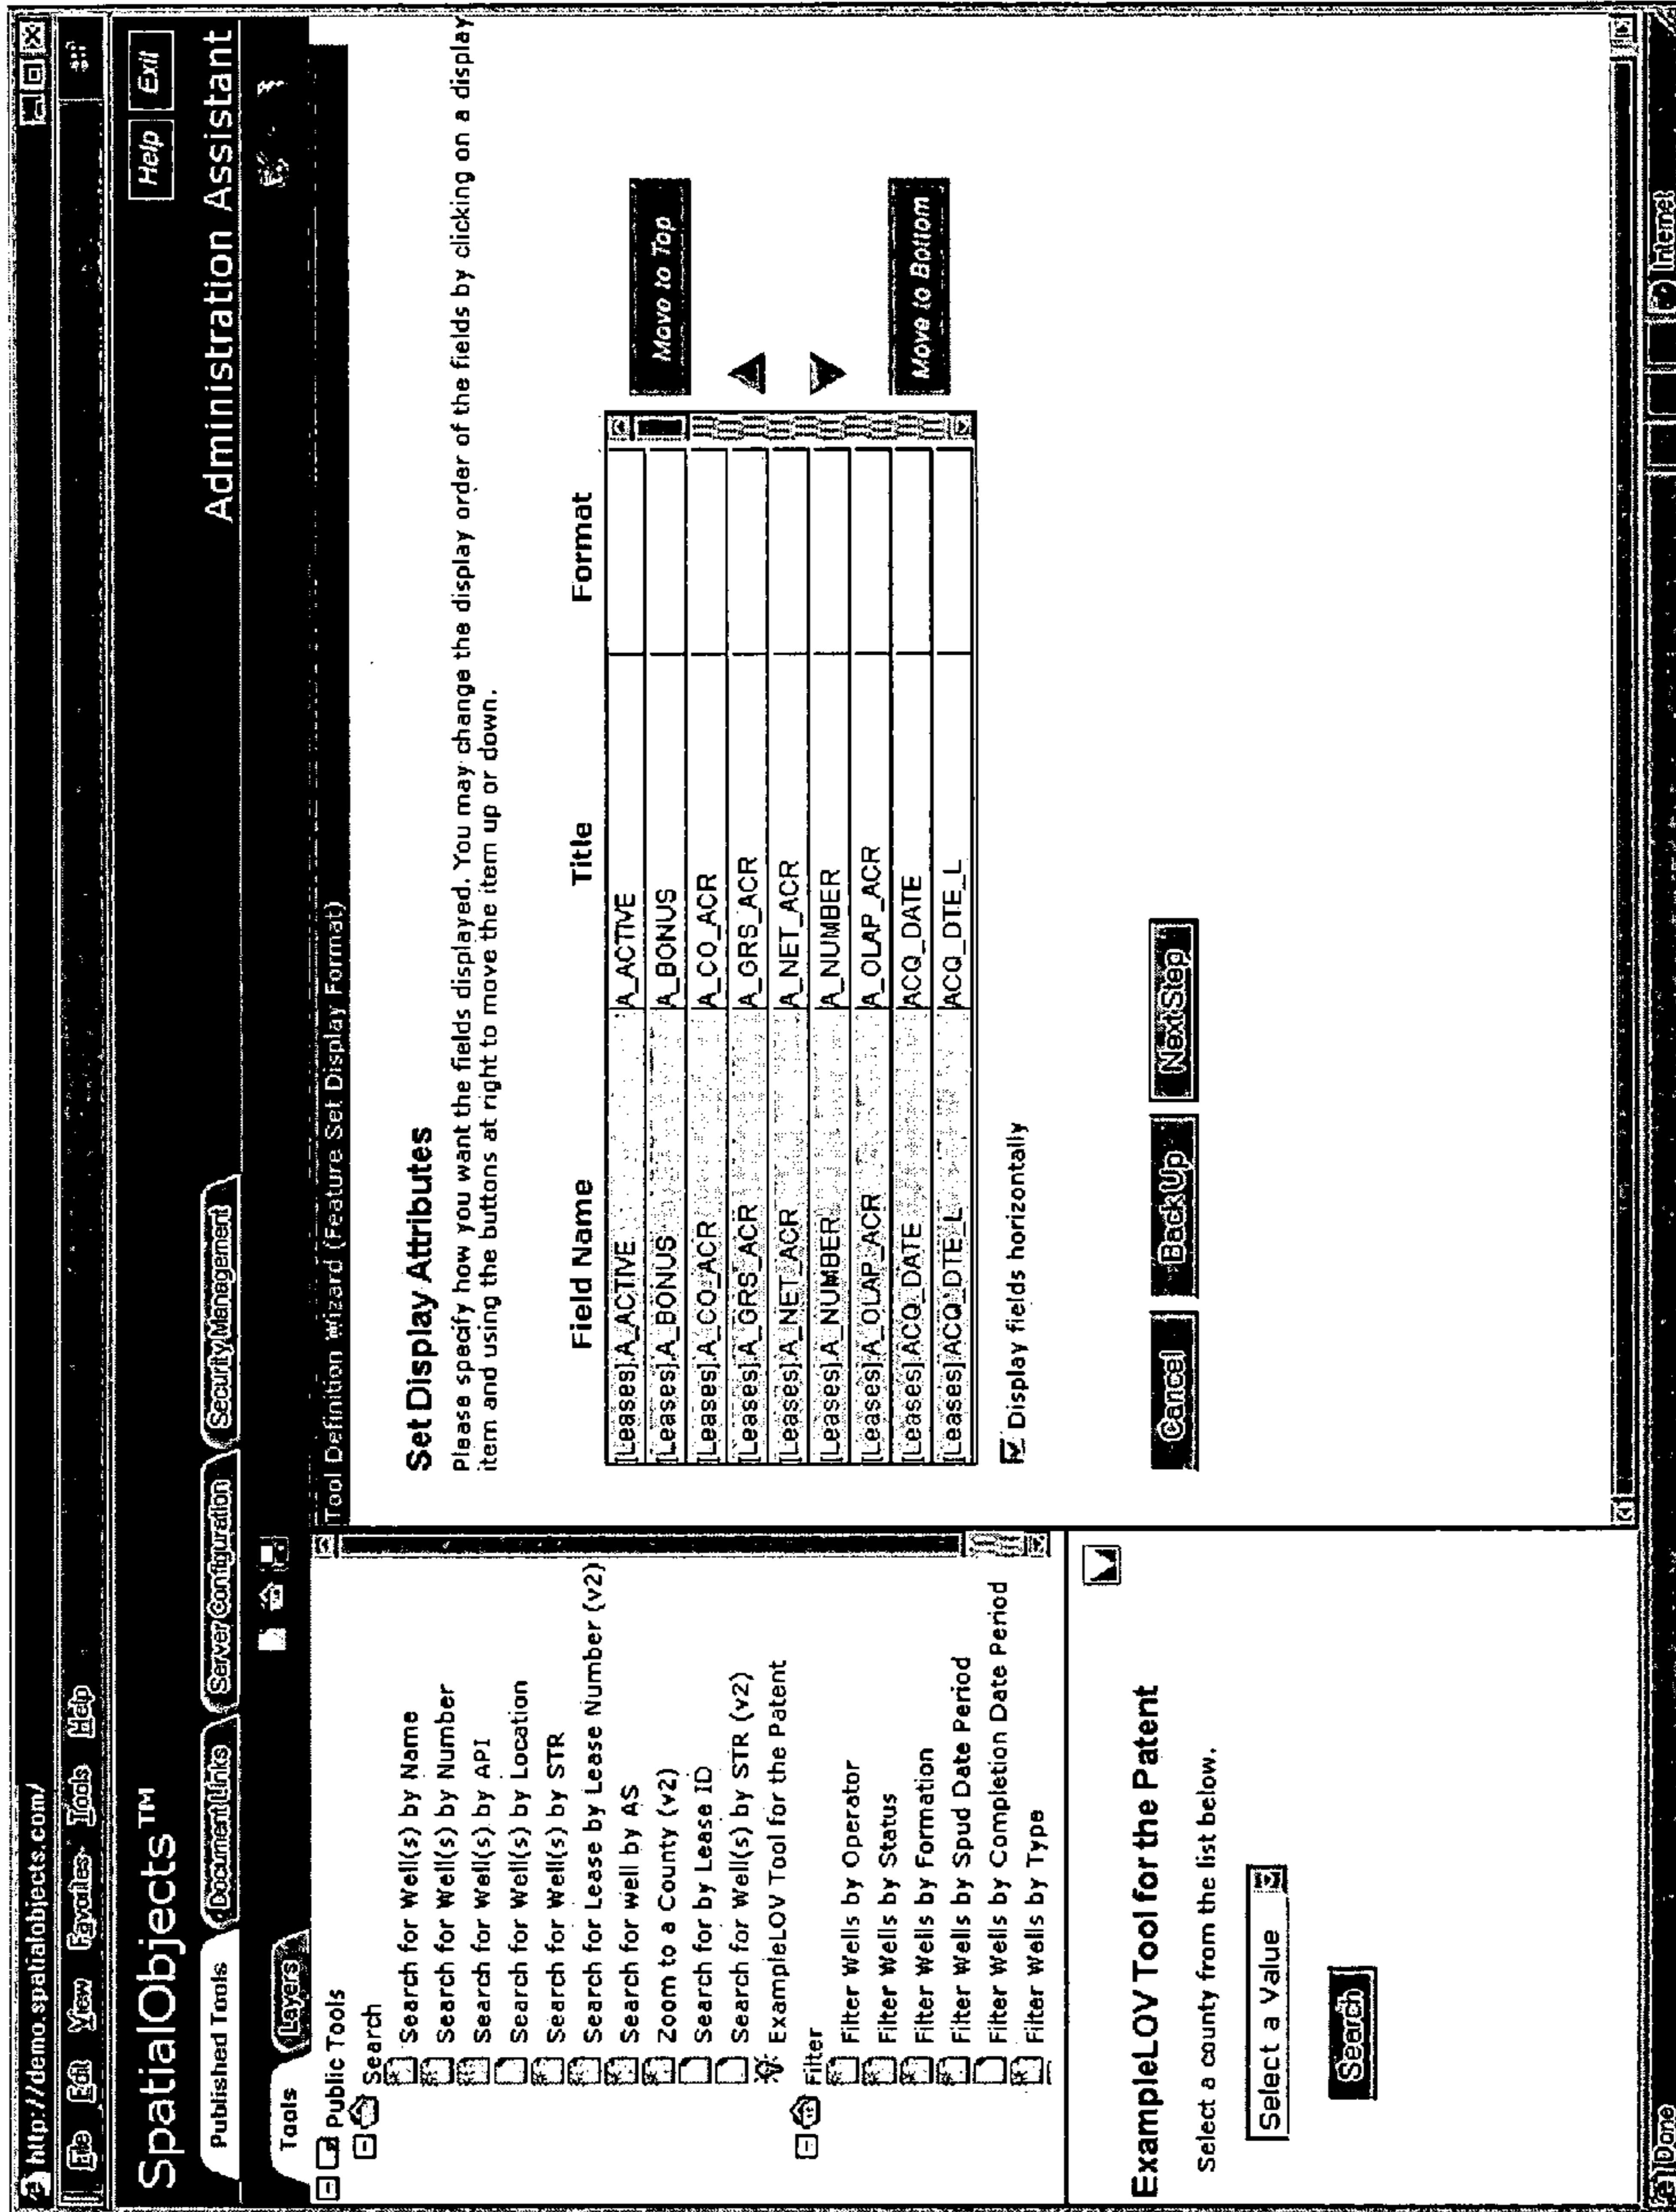 http://demo.spatialobjects.com/
File Edit View Favorites Tools Help
SpatialObjects™
Help Exit
Administration Assistant
Published Tools Document Links Server Configuration Security Management
Tools Layers
Public Tools
Search
Search for Well(s) by Name
Search for Well(s) by Number
Search for Well(s) by API
Search for Well(s) by Location
Search for Well(s) by STR
Search for Lease by Lease Number (v2)
Search for well by AS
Zoom to a County (v2)
Search for by Lease ID
Search for Well(s) by STR (v2)
ExampleLOV Tool for the Patent
Filter
Filter Wells by Operator
Filter Wells by Status
Filter Wells by Formation
Filter Wells by Spud Date Period
Filter Wells by Completion Date Period
Filter Wells by Type
ExampleLOV Tool for the Patent
Select a county from the list below.
Select a Value
Search
Tool Definition Wizard (Feature Set Display Format)
Set Display Attributes
Please specify how you want the fields displayed. You may change the display order of the fields by clicking on a display
item and using the buttons at right to move the item up or down.
Field Name Title Format
[Leases].A_ACTIVE A_ACTIVE
[Leases].A_BONUS A_BONUS
[Leases].A_CO_ACR A_CO_ACR
[Leases].A_GRS_ACR A_GRS_ACR
[Leases].A_NET_ACR A_NET_ACR
[Leases].A_NUMBER A_NUMBER
[Leases].A_OLAP_ACR A_OLAP_ACR
[Leases].ACQ_DATE ACQ_DATE
[Leases].ACQ_DTE_L ACQ_DTE_L
Move to Top
Move to Bottom
Display fields horizontally
Cancel Back Up Next Step
Done
Internet